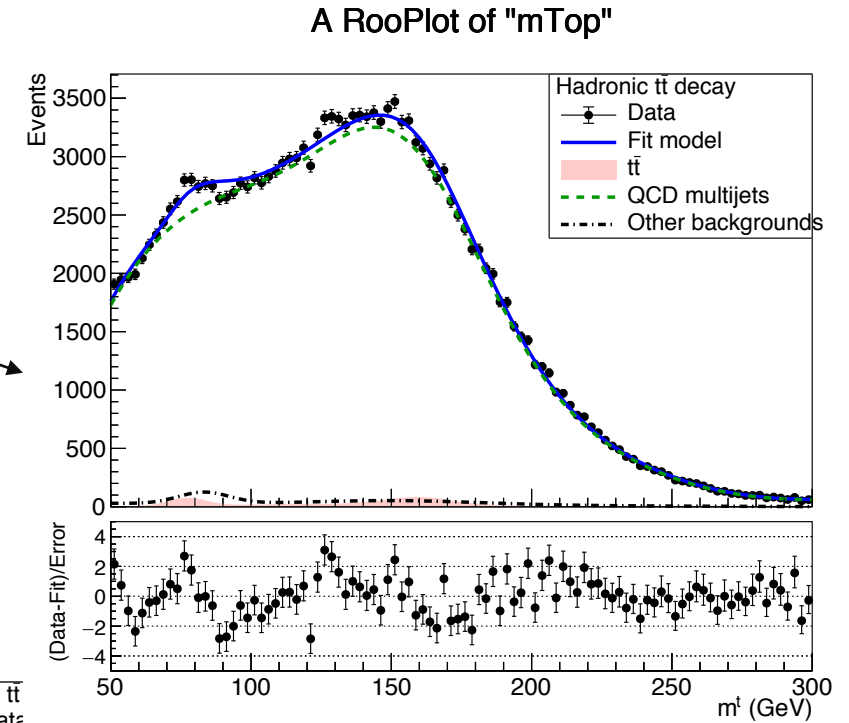 A RooPlot of "mTop"
Events
3500
3000
2500
2000
1500
1000
500
0
Hadronic tt̄ decay
Data
Fit model
tt̄
QCD multijets
Other backgrounds
(Data-Fit)/Error
4
2
0
−2
−4
50 100 150 200 250 300
mᵗ (GeV)
tt̄